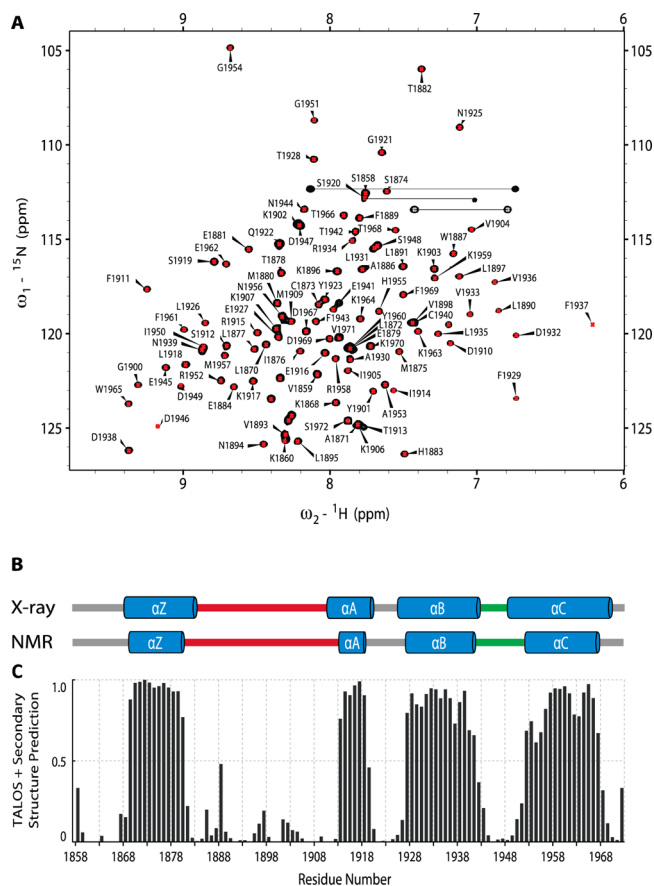 A
9
8
7
6
105
110
115
120
125
G1954
T1882
G1951
N1925
T1928
G1921
S1920
S1858
S1874
N1944
K1902
T1966
F1889
T1942
T1968
V1904
D1947
R1934
S1948
E1881
Q1922
W1887
E1962
L1931
L1891
K1903
K1959
S1919
T1878
K1896
A1886
L1897
M1880
C1873
Y1923
E1941
H1955
F1969
V1936
F1911
N1956
M1909
K1964
V1933
L1890
F1937
L1926
K1907
D1967
F1943
Y1960
V1898
F1961
E1927
V1971
L1872
C1940
S1912
R1915
D1969
E1879
L1935
D1932
I1950
L1877
K1970
K1963
D1910
N1939
L1870
E1916
A1930
M1875
L1918
M1957
R1958
I1905
G1900
R1952
V1859
F1929
E1945
D1949
K1917
K1868
Y1901
I1914
W1965
E1884
A1953
D1946
V1893
S1972
T1913
D1938
A1871
N1894
K1860
L1895
K1906
H1883
ω1 - 15N (ppm)
ω2 - 1H (ppm)
9
8
7
6
B
X-ray
αZ
αA
αB
αC
NMR
αZ
αA
αB
αC
C
TALOS + Secondary
Structure Prediction
1.0
0.5
0
1858 1868 1878 1888 1898 1908 1918 1928 1938 1948 1958 1968
Residue Number